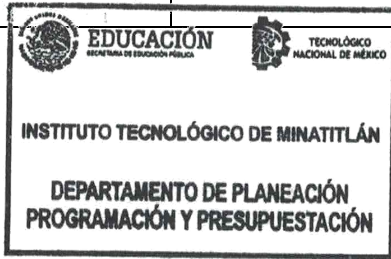 EDUCACIÓN
SECRETARÍA DE EDUCACIÓN PÚBLICA
TECNOLÓGICO
NACIONAL DE MÉXICO
INSTITUTO TECNOLÓGICO DE MINATITLÁN
DEPARTAMENTO DE PLANEACIÓN
PROGRAMACIÓN Y PRESUPUESTACIÓN